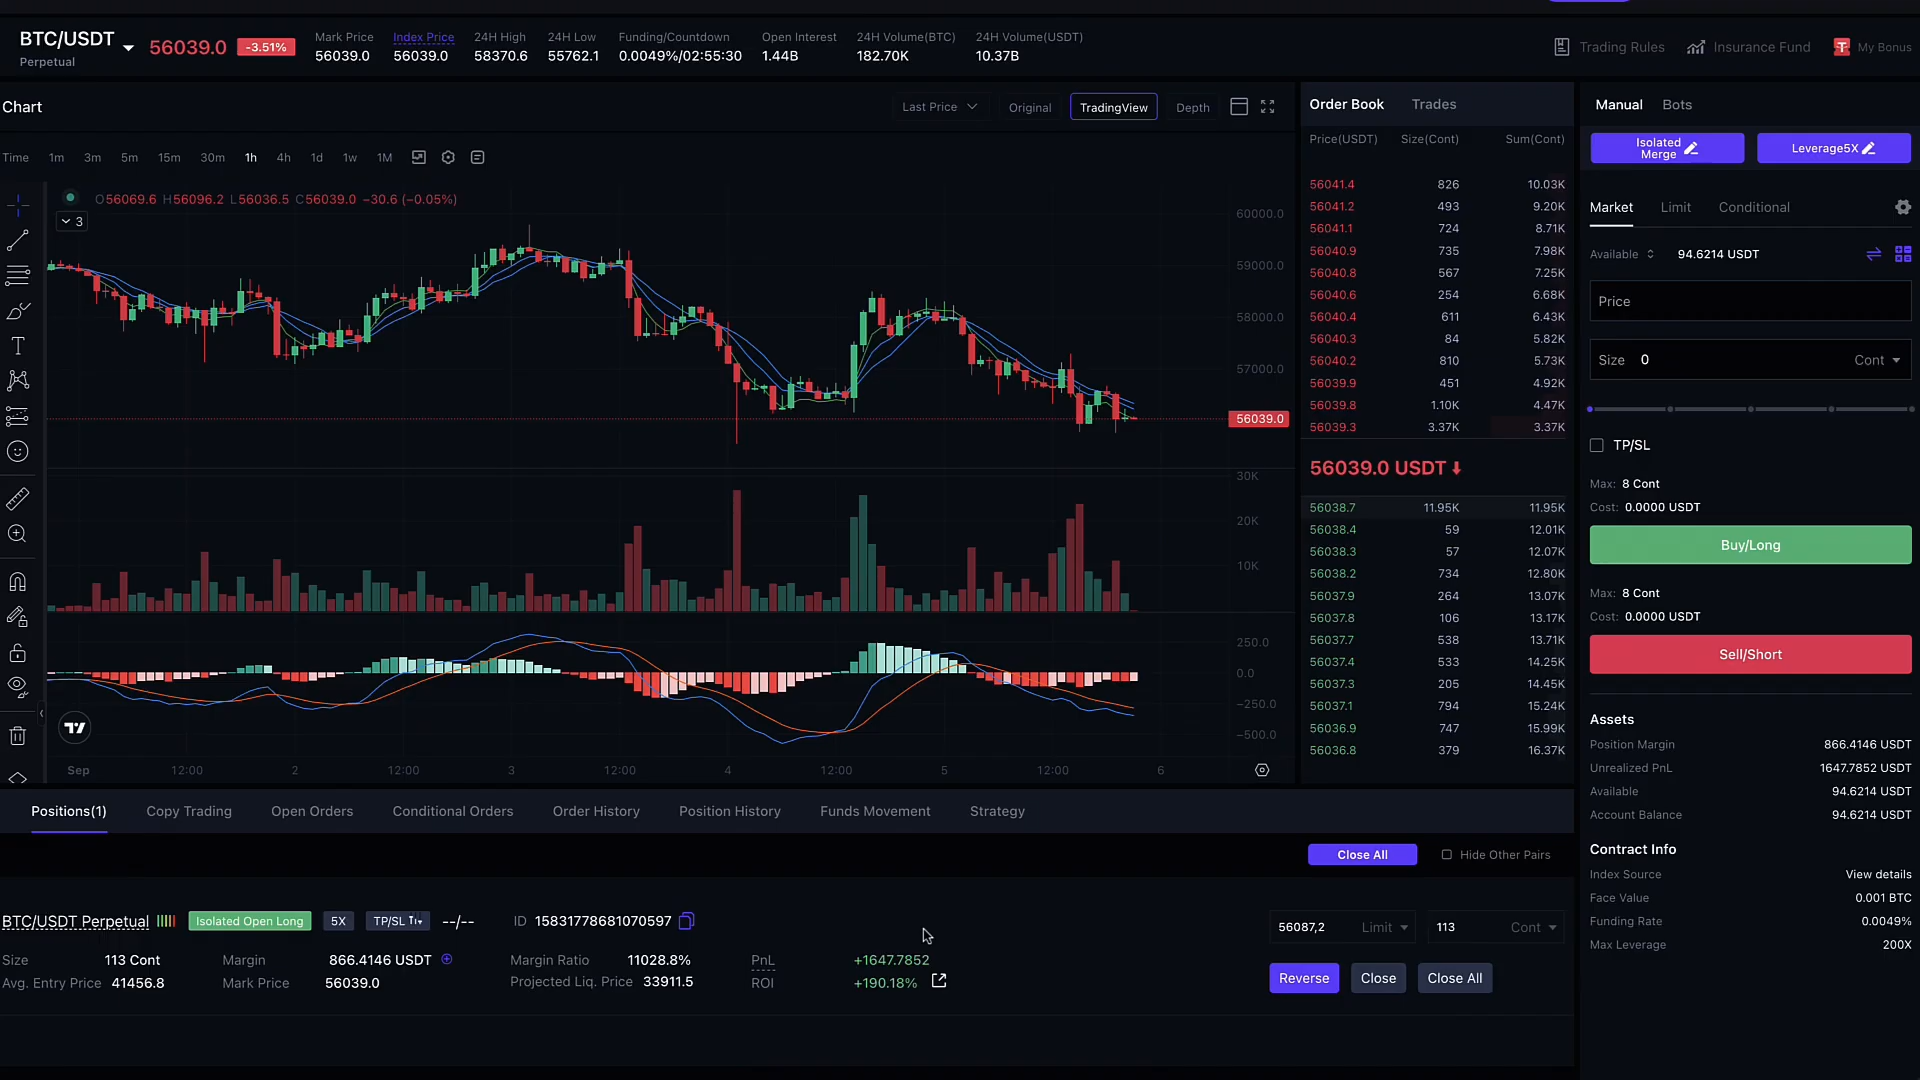 BTC/USDT
Perpetual
56039.0
-3.51%
Mark Price
56039.0
Index Price
56039.0
24H High
58370.6
24H Low
55762.1
Funding/Countdown
0.0049%/02:55:30
Open Interest
1.44B
24H Volume(BTC)
182.70K
24H Volume(USDT)
10.37B
Trading Rules
Insurance Fund
My Bonus
Chart
Last Price
Original
TradingView
Depth
Time 1m 3m 5m 15m 30m 1h 4h 1d 1w 1M
O56069.6 H56096.2 L56036.5 C56039.0 −30.6 (−0.05%)
3
60000.0
59000.0
58000.0
57000.0
56039.0
30K
20K
10K
250.0
0.0
−250.0
−500.0
Sep 12:00 2 12:00 3 12:00 4 12:00 5 12:00 6
Order Book Trades
Price(USDT) Size(Cont) Sum(Cont)
56041.4 826 10.03K
56041.2 493 9.20K
56041.1 724 8.71K
56040.9 735 7.98K
56040.8 567 7.25K
56040.6 254 6.68K
56040.4 611 6.43K
56040.3 84 5.82K
56040.2 810 5.73K
56039.9 451 4.92K
56039.8 1.10K 4.47K
56039.3 3.37K 3.37K
56039.0 USDT
56038.7 11.95K 11.95K
56038.4 59 12.01K
56038.3 57 12.07K
56038.2 734 12.80K
56037.9 264 13.07K
56037.8 106 13.17K
56037.7 538 13.71K
56037.4 533 14.25K
56037.3 205 14.45K
56037.1 794 15.24K
56036.9 747 15.99K
56036.8 379 16.37K
Manual Bots
Isolated
Merge
Leverage5X
Market Limit Conditional
Available 94.6214 USDT
Price
Size 0 Cont
TP/SL
Max: 8 Cont
Cost: 0.0000 USDT
Buy/Long
Max: 8 Cont
Cost: 0.0000 USDT
Sell/Short
Assets
Position Margin 866.4146 USDT
Unrealized PnL 1647.7852 USDT
Available 94.6214 USDT
Account Balance 94.6214 USDT
Contract Info
Index Source View details
Face Value 0.001 BTC
Funding Rate 0.0049%
Max Leverage 200X
Positions(1) Copy Trading Open Orders Conditional Orders Order History Position History Funds Movement Strategy
Close All Hide Other Pairs
BTC/USDT Perpetual Isolated Open Long 5X TP/SL --/-- ID 15831778681070597
Size 113 Cont Margin 866.4146 USDT Margin Ratio 11028.8% PnL +1647.7852
Avg. Entry Price 41456.8 Mark Price 56039.0 Projected Liq. Price 33911.5 ROI +190.18%
56087,2 Limit 113 Cont
Reverse Close Close All